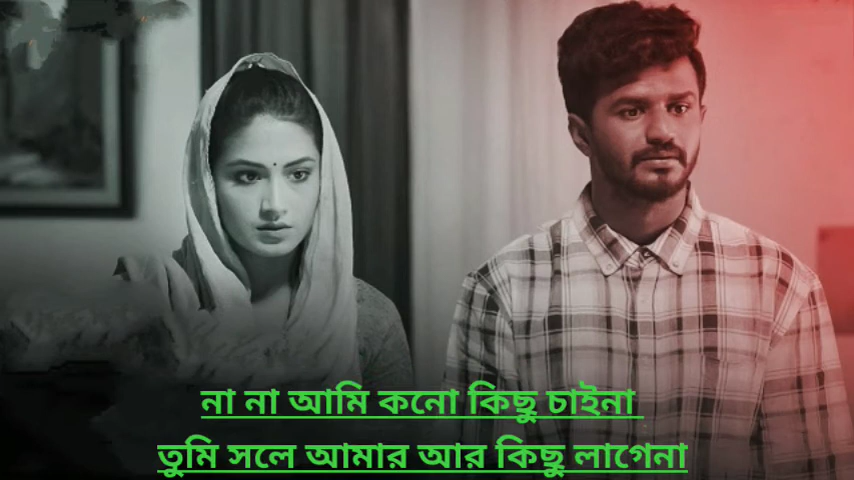 না না আমি কনো কিছু চাইনা
তুমি সলে আমার আর কিছু লাগেনা